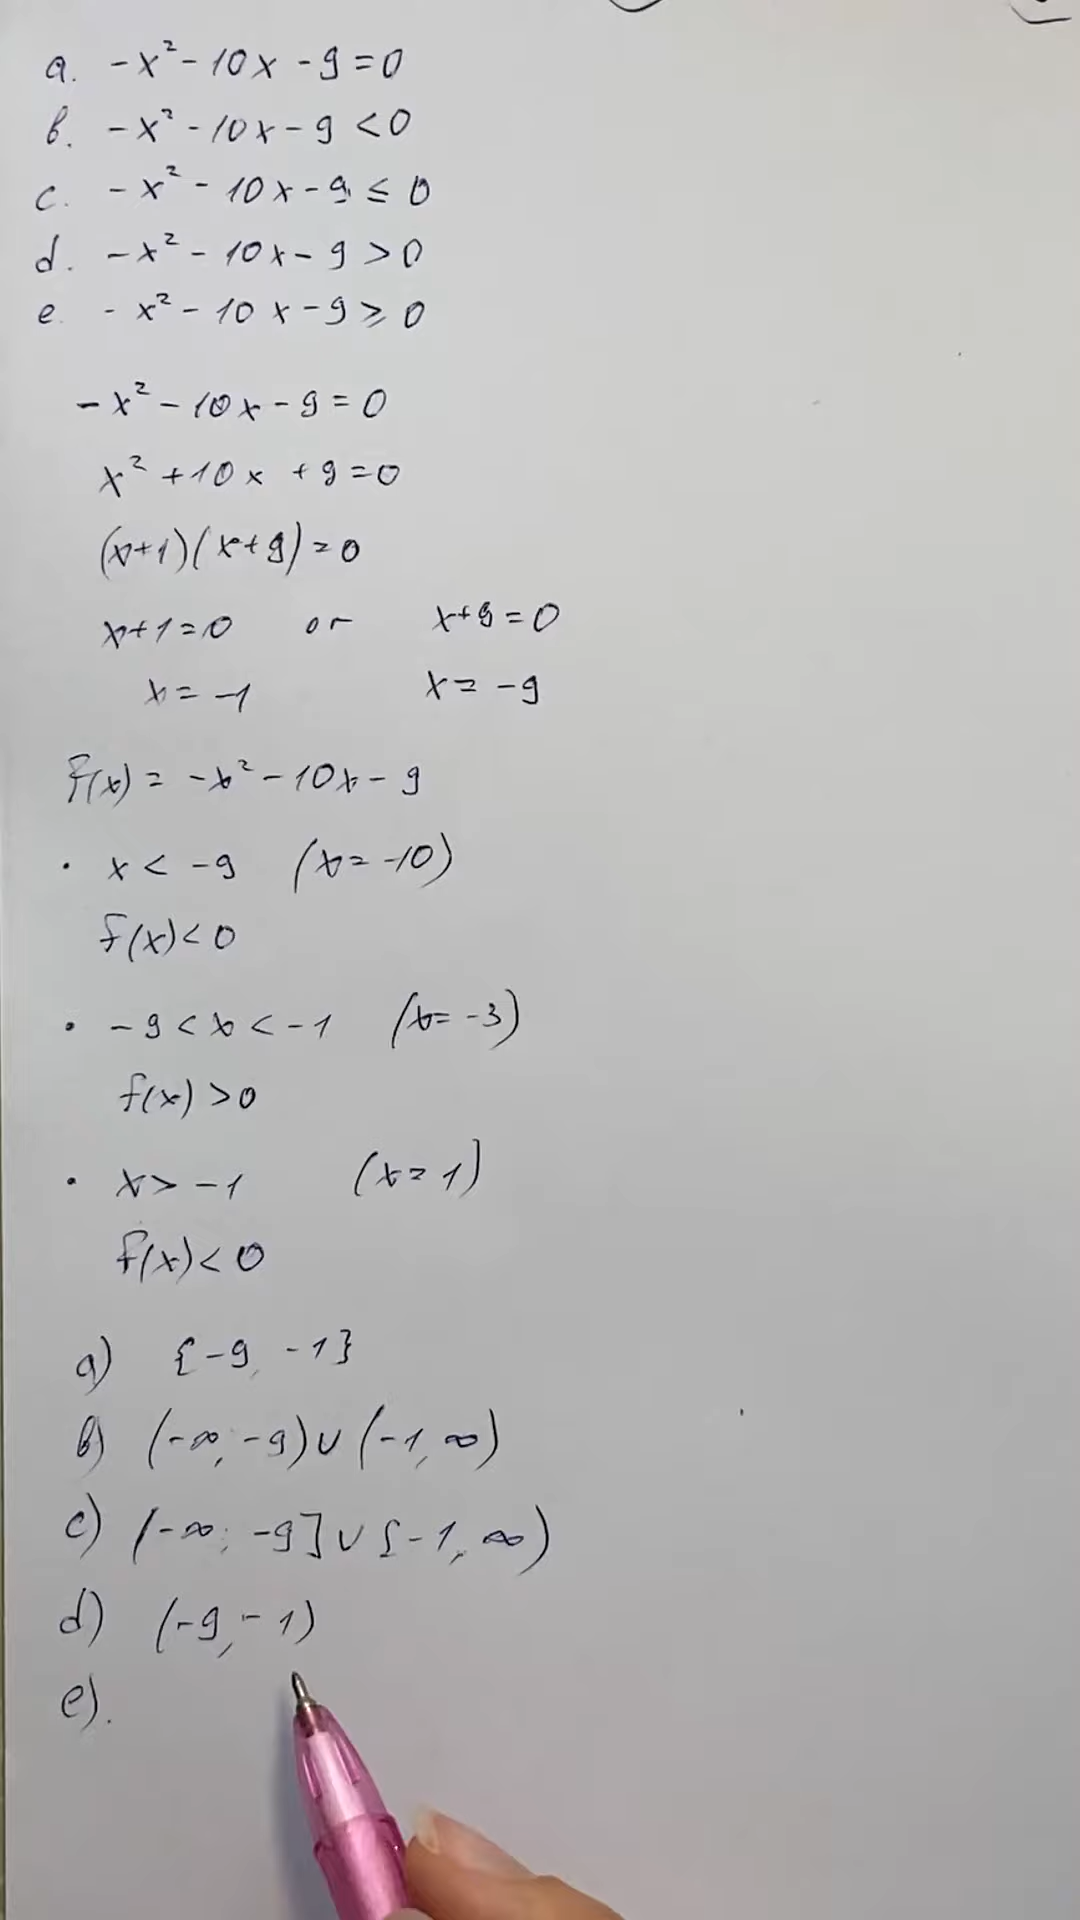 a. -x² - 10x - 9 = 0
b. -x² - 10x - 9 < 0
c. -x² - 10x - 9 ≤ 0
d. -x² - 10x - 9 > 0
e. -x² - 10x - 9 ≥ 0
-x² - 10x - 9 = 0
x² + 10x + 9 = 0
(x+1)(x+9) = 0
x+1=0 or x+9=0
x = -1 x = -9
f(x) = -x² - 10x - 9
• x < -9 (x = -10)
f(x) < 0
• -9 < x < -1 (x = -3)
f(x) > 0
• x > -1 (x = 1)
f(x) < 0
a) {-9, -1}
b) (-∞, -9) ∪ (-1, ∞)
c) (-∞; -9] ∪ [-1, ∞)
d) (-9, -1)
e).